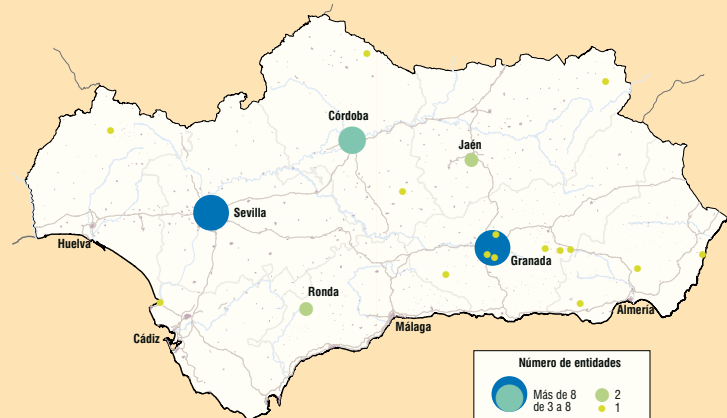 Córdoba
Jaén
Sevilla
Huelva
Granada
Ronda
Almería
Málaga
Cádiz
Número de entidades
Más de 8
de 3 a 8
2
1